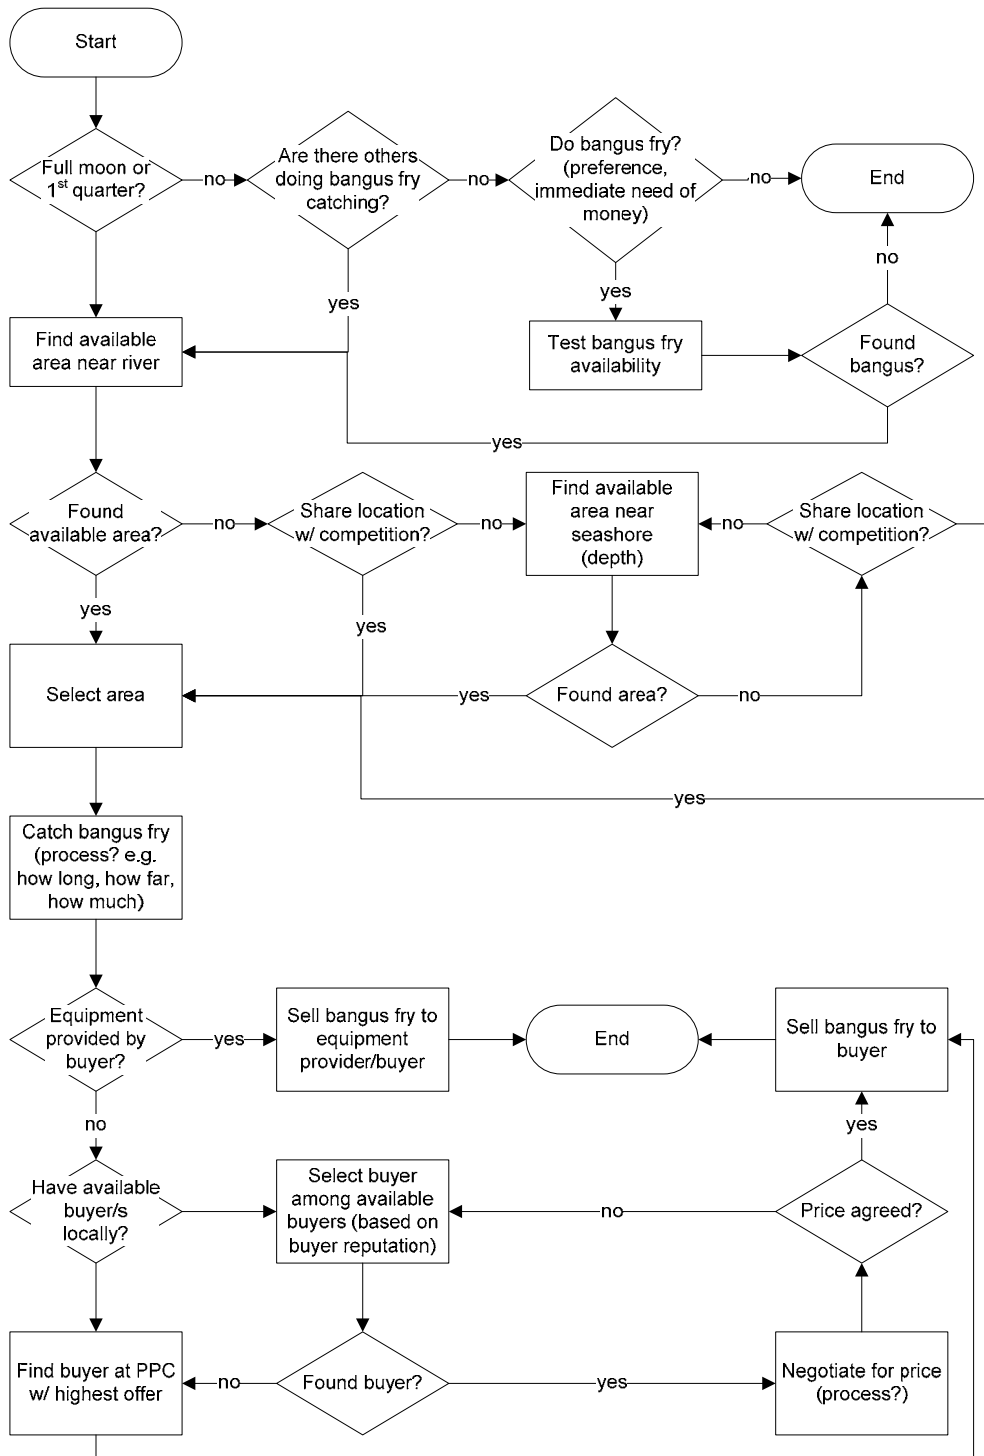 Start
Full moon or
1st quarter?
no
Are there others
doing bangus fry
catching?
no
Do bangus fry?
(preference,
immediate need of
money)
no
End
yes
yes
no
Find available
area near river
Test bangus fry
availability
Found
bangus?
yes
Found
available area?
no
Share location
w/ competition?
no
Find available
area near
seashore
(depth)
no
Share location
w/ competition?
yes
yes
Select area
yes
Found area?
no
yes
Catch bangus fry
(process? e.g.
how long, how far,
how much)
Equipment
provided by
buyer?
yes
Sell bangus fry to
equipment
provider/buyer
End
Sell bangus fry to
buyer
no
yes
Have available
buyer/s
locally?
Select buyer
among available
buyers (based on
buyer reputation)
no
Price agreed?
Find buyer at PPC
w/ highest offer
no
Found buyer?
yes
Negotiate for price
(process?)